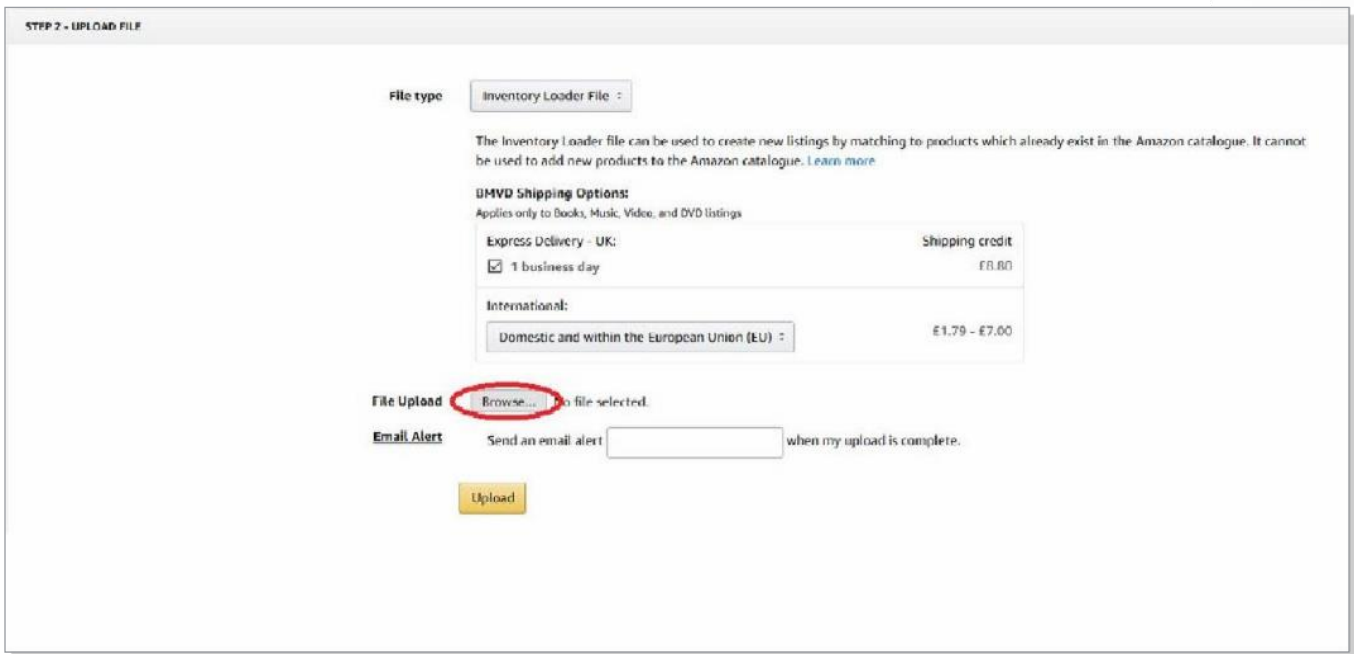 STEP 2 - UPLOAD FILE
File type Inventory Loader File
The Inventory Loader file can be used to create new listings by matching to products which already exist in the Amazon catalogue. It cannot
be used to add new products to the Amazon catalogue. Learn more
BMVD Shipping Options:
Applies only to Books, Music, Video, and DVD listings
Express Delivery - UK: Shipping credit
1 business day £8.80
International:
Domestic and within the European Union (EU) £1.79 - £7.00
File Upload Browse... No file selected.
Email Alert Send an email alert when my upload is complete.
Upload